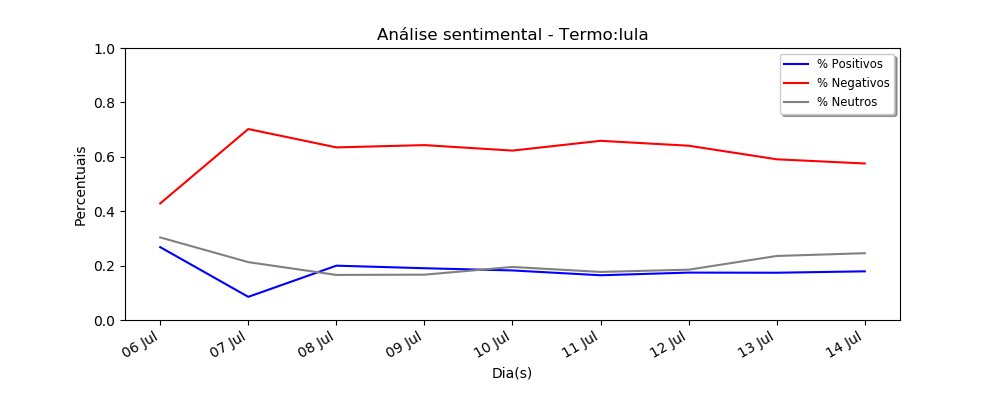 Análise sentimental - Termo:lula
% Positivos
% Negativos
% Neutros
Percentuais
1.0
0.8
0.6
0.4
0.2
0.0
06 Jul
07 Jul
08 Jul
09 Jul
10 Jul
11 Jul
12 Jul
13 Jul
14 Jul
Dia(s)